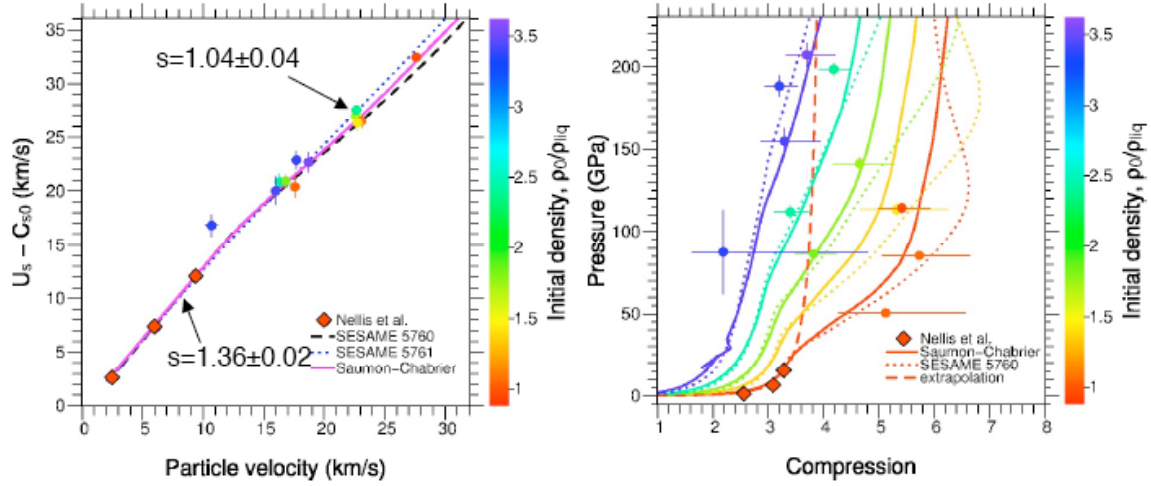 35
30
25
20
15
10
5
0
U_s – C_s0 (km/s)
s=1.04±0.04
s=1.36±0.02
Nellis et al.
SESAME 5760
SESAME 5761
Saumon–Chabrier
0 5 10 15 20 25 30
Particle velocity (km/s)
3.5
3
2.5
2
1.5
1
Initial density, ρ0/ρliq
200
150
100
50
0
Pressure (GPa)
Nellis et al.
Saumon–Chabrier
SESAME 5760
extrapolation
1 2 3 4 5 6 7 8
Compression
3.5
3
2.5
2
1.5
1
Initial density, ρ0/ρliq